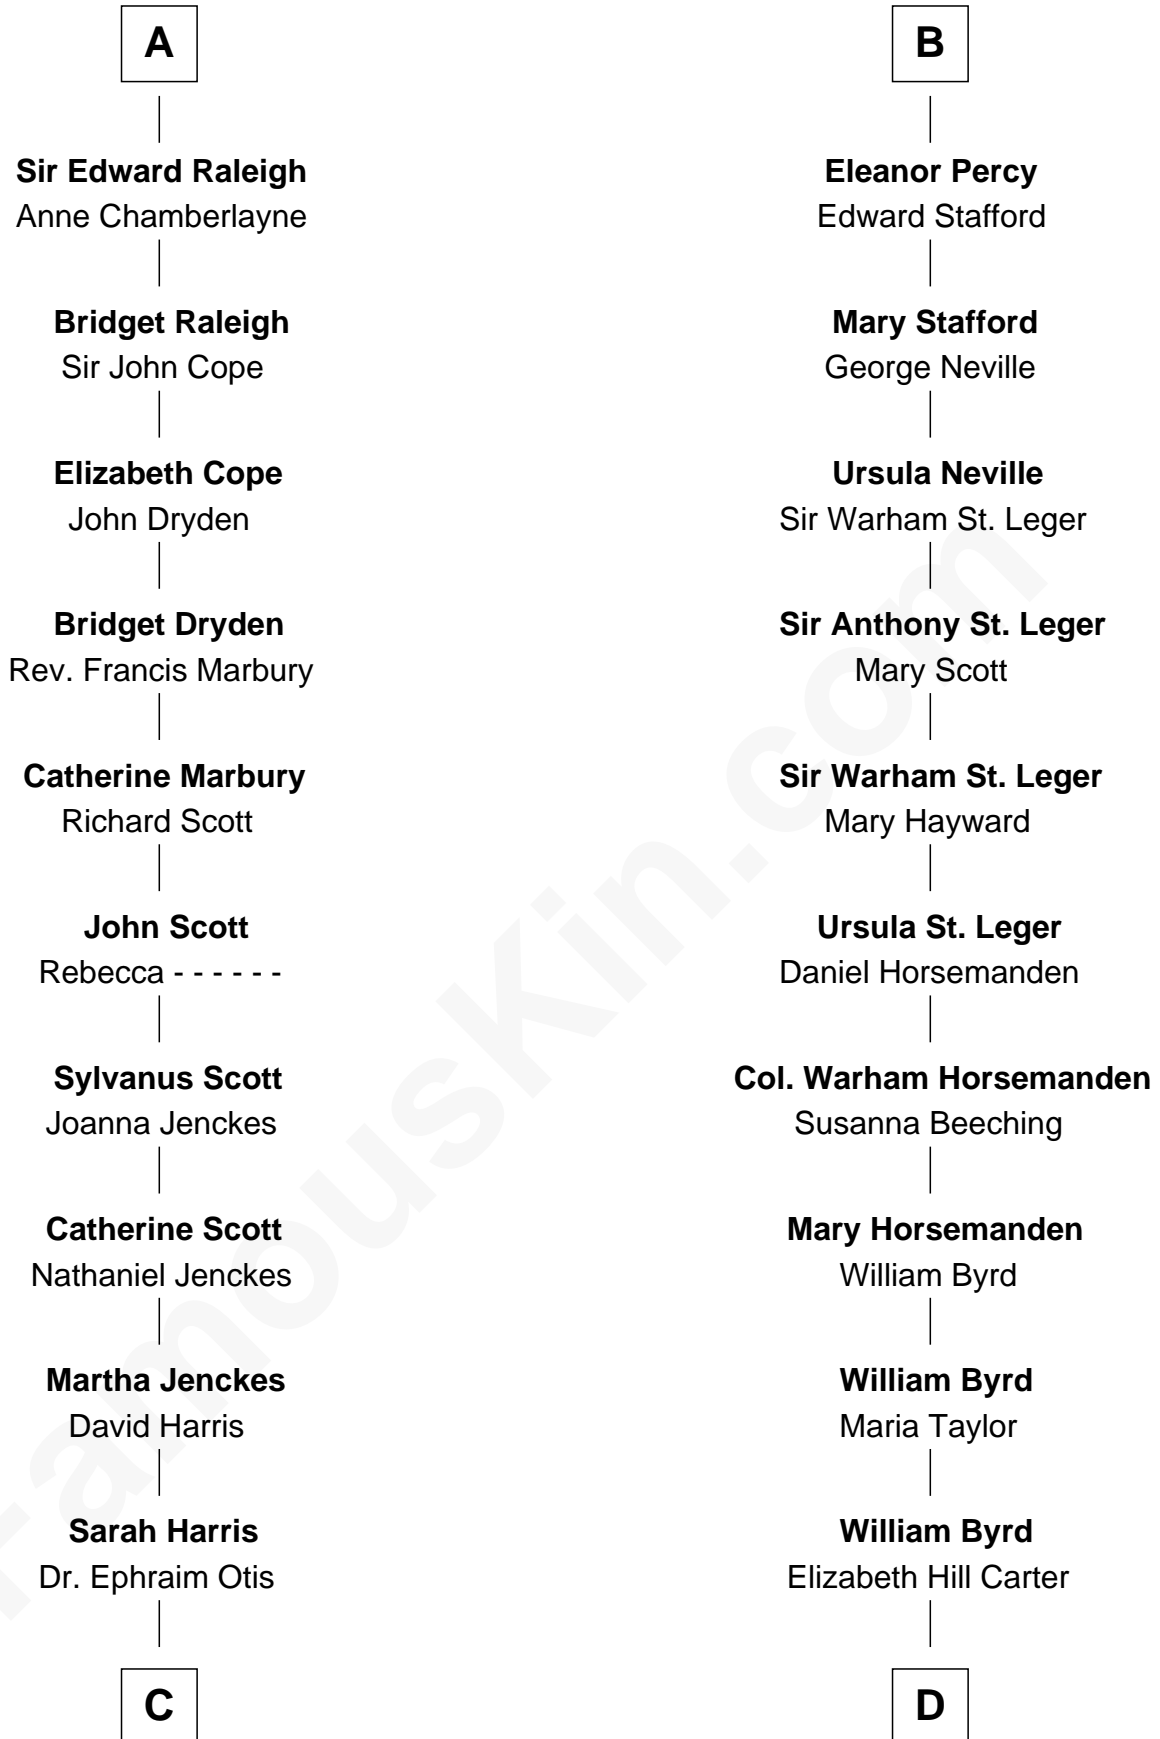 A
Sir Edward Raleigh
Anne Chamberlayne
Bridget Raleigh
Sir John Cope
Elizabeth Cope
John Dryden
Bridget Dryden
Rev. Francis Marbury
Catherine Marbury
Richard Scott
John Scott
Rebecca - - - - - -
Sylvanus Scott
Joanna Jenckes
Catherine Scott
Nathaniel Jenckes
Martha Jenckes
David Harris
Sarah Harris
Dr. Ephraim Otis
C
B
Eleanor Percy
Edward Stafford
Mary Stafford
George Neville
Ursula Neville
Sir Warham St. Leger
Sir Anthony St. Leger
Mary Scott
Sir Warham St. Leger
Mary Hayward
Ursula St. Leger
Daniel Horsemanden
Col. Warham Horsemanden
Susanna Beeching
Mary Horsemanden
William Byrd
William Byrd
Maria Taylor
William Byrd
Elizabeth Hill Carter
D
FamousKin.com